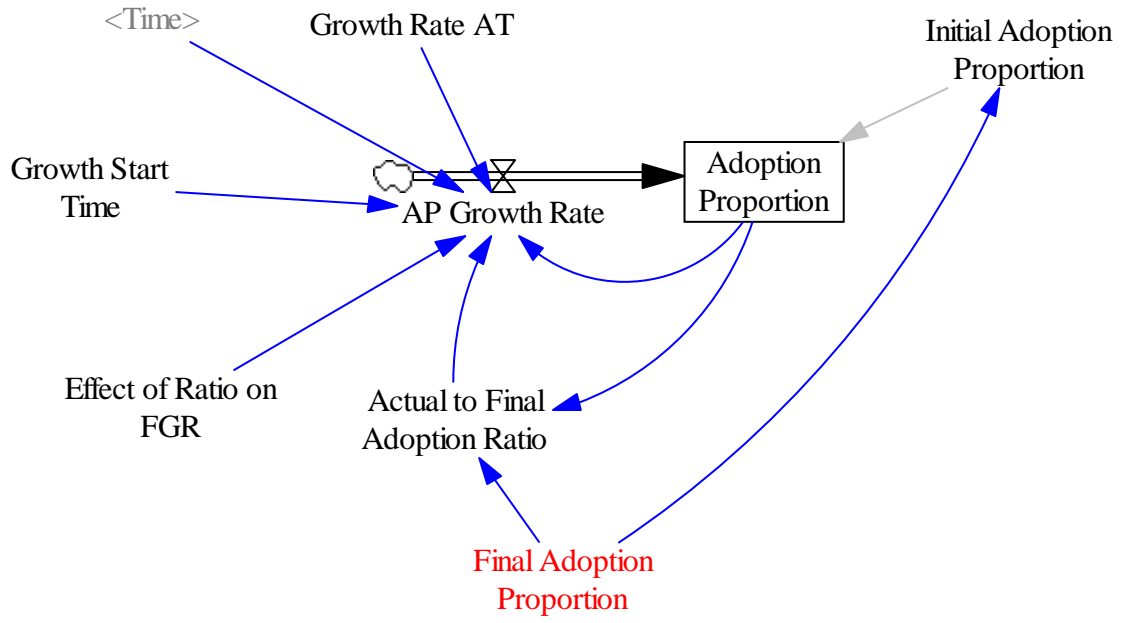 <Time>
Growth Rate AT
Initial Adoption
Proportion
Growth Start
Time
Adoption
Proportion
AP Growth Rate
Effect of Ratio on
FGR
Actual to Final
Adoption Ratio
Final Adoption
Proportion